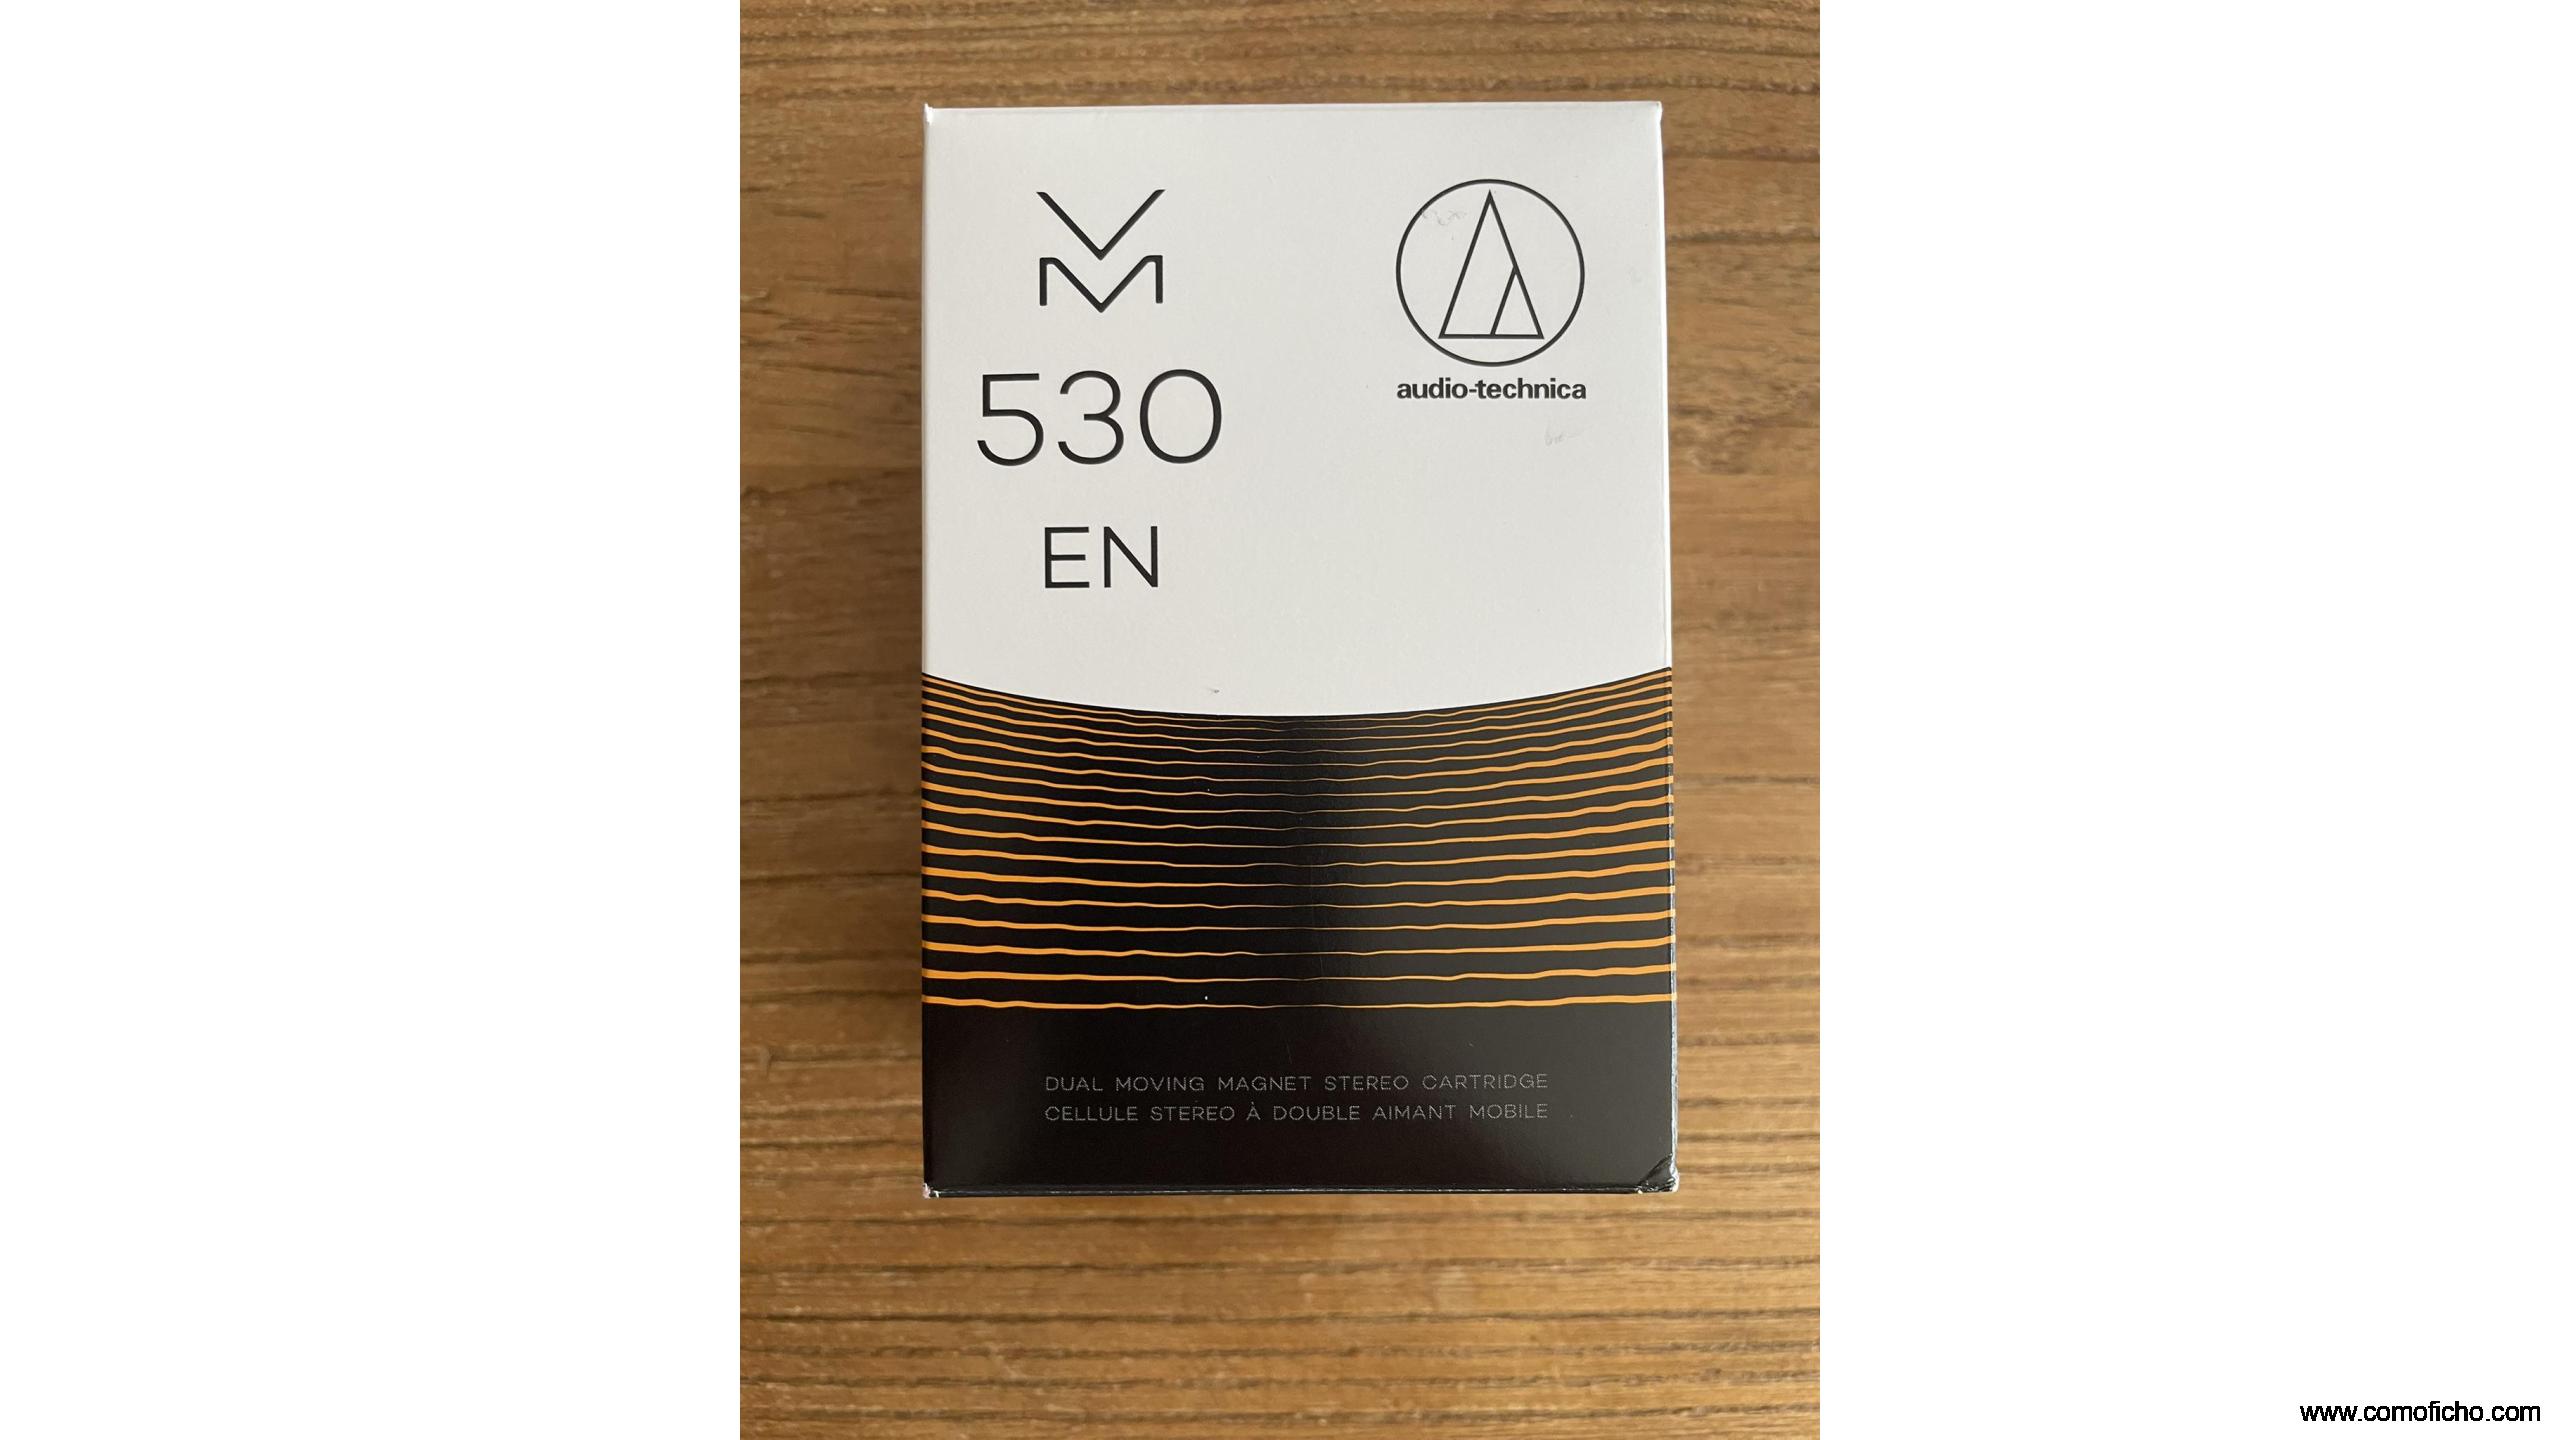 VM
530
EN
audio-technica
DUAL MOVING MAGNET STEREO CARTRIDGE
CELLULE STEREO À DOUBLE AIMANT MOBILE
www.comoficho.com